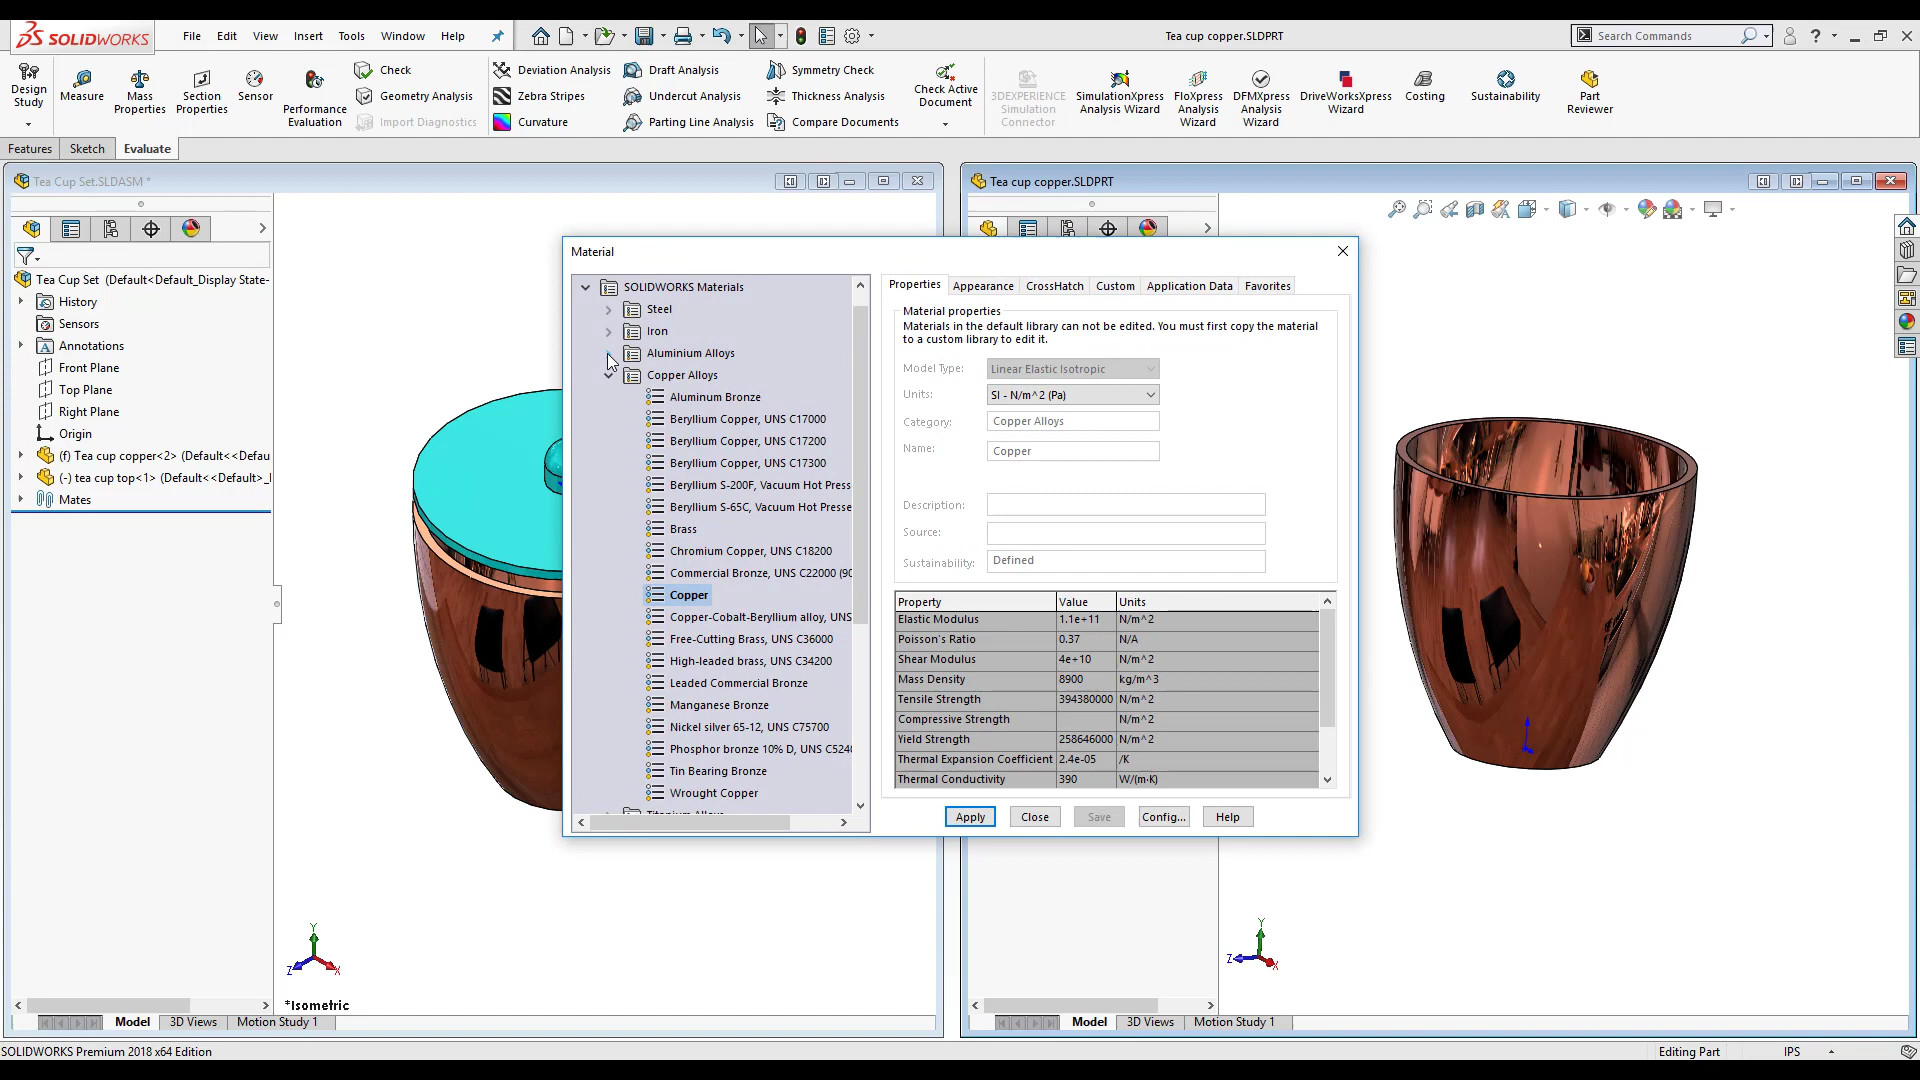 SOLIDWORKS
File Edit View Insert Tools Window Help
Tea cup copper.SLDPRT
Search Commands
Design Study
Measure
Mass Properties
Section Properties
Sensor
Performance Evaluation
Check
Geometry Analysis
Import Diagnostics
Deviation Analysis
Zebra Stripes
Curvature
Draft Analysis
Undercut Analysis
Parting Line Analysis
Symmetry Check
Thickness Analysis
Compare Documents
Check Active Document
3DEXPERIENCE Simulation Connector
SimulationXpress Analysis Wizard
FloXpress Analysis Wizard
DFMXpress Analysis Wizard
DriveWorksXpress Wizard
Costing
Sustainability
Part Reviewer
Features Sketch Evaluate
Tea Cup Set.SLDASM *
Tea Cup Set (Default<Default_Display State-
History
Sensors
Annotations
Front Plane
Top Plane
Right Plane
Origin
(f) Tea cup copper<2> (Default<<Defau
(-) tea cup top<1> (Default<<Default>_
Mates
Y
Z
X
*Isometric
Model 3D Views Motion Study 1
Tea cup copper.SLDPRT
Material
SOLIDWORKS Materials
Steel
Iron
Aluminium Alloys
Copper Alloys
Aluminum Bronze
Beryllium Copper, UNS C17000
Beryllium Copper, UNS C17200
Beryllium Copper, UNS C17300
Beryllium S-200F, Vacuum Hot Press
Beryllium S-65C, Vacuum Hot Presse
Brass
Chromium Copper, UNS C18200
Commercial Bronze, UNS C22000 (90
Copper
Copper-Cobalt-Beryllium alloy, UNS
Free-Cutting Brass, UNS C36000
High-leaded brass, UNS C34200
Leaded Commercial Bronze
Manganese Bronze
Nickel silver 65-12, UNS C75700
Phosphor bronze 10% D, UNS C5240
Tin Bearing Bronze
Wrought Copper
Properties Appearance CrossHatch Custom Application Data Favorites
Material properties
Materials in the default library can not be edited. You must first copy the material
to a custom library to edit it.
Model Type: Linear Elastic Isotropic
Units: SI - N/m^2 (Pa)
Category: Copper Alloys
Name: Copper
Description:
Source:
Sustainability: Defined
Property Value Units
Elastic Modulus 1.1e+11 N/m^2
Poisson's Ratio 0.37 N/A
Shear Modulus 4e+10 N/m^2
Mass Density 8900 kg/m^3
Tensile Strength 394380000 N/m^2
Compressive Strength N/m^2
Yield Strength 258646000 N/m^2
Thermal Expansion Coefficient 2.4e-05 /K
Thermal Conductivity 390 W/(m·K)
Apply Close Save Config... Help
Y
Z
X
Model 3D Views Motion Study 1
SOLIDWORKS Premium 2018 x64 Edition
Editing Part IPS